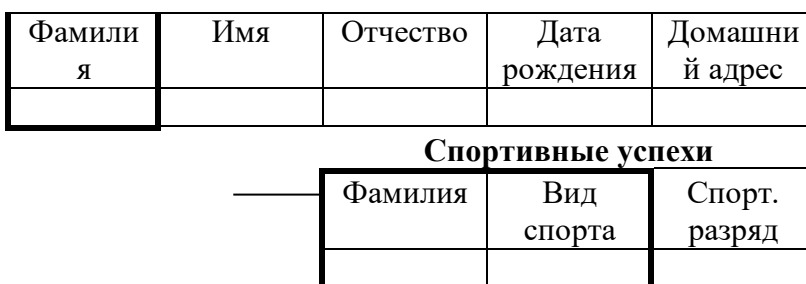 Фамили Имя Отчество Дата Домашни
я рождения й адрес
Спортивные успехи
Фамилия Вид Спорт.
спорта разряд